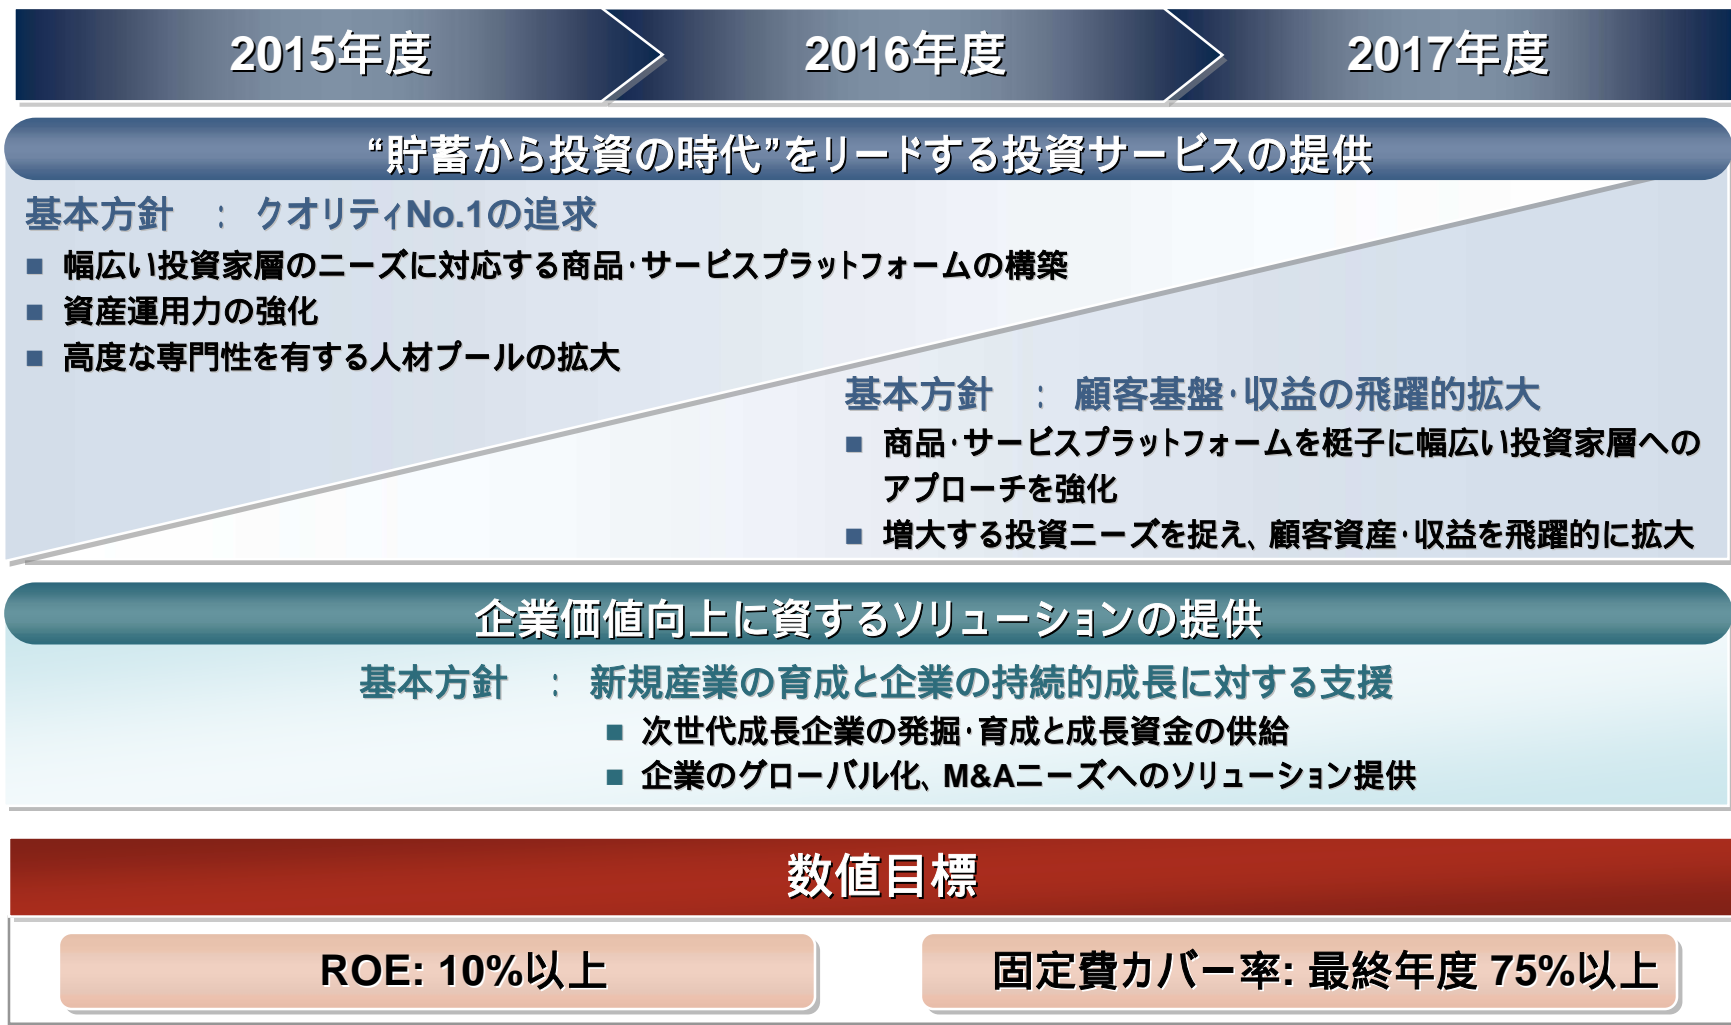 2015年度
2016年度
2017年度
“貯蓄から投資の時代”をリードする投資サービスの提供
基本方針 : クオリティNo.1の追求
■ 幅広い投資家層のニーズに対応する商品･サービスプラットフォームの構築
■ 資産運用力の強化
■ 高度な専門性を有する人材プールの拡大
基本方針 : 顧客基盤･収益の飛躍的拡大
■ 商品･サービスプラットフォームを梃子に幅広い投資家層への
アプローチを強化
■ 増大する投資ニーズを捉え、顧客資産･収益を飛躍的に拡大
企業価値向上に資するソリューションの提供
基本方針 : 新規産業の育成と企業の持続的成長に対する支援
■ 次世代成長企業の発掘･育成と成長資金の供給
■ 企業のグローバル化、M&Aニーズへのソリューション提供
数値目標
ROE: 10%以上
固定費カバー率: 最終年度 75%以上